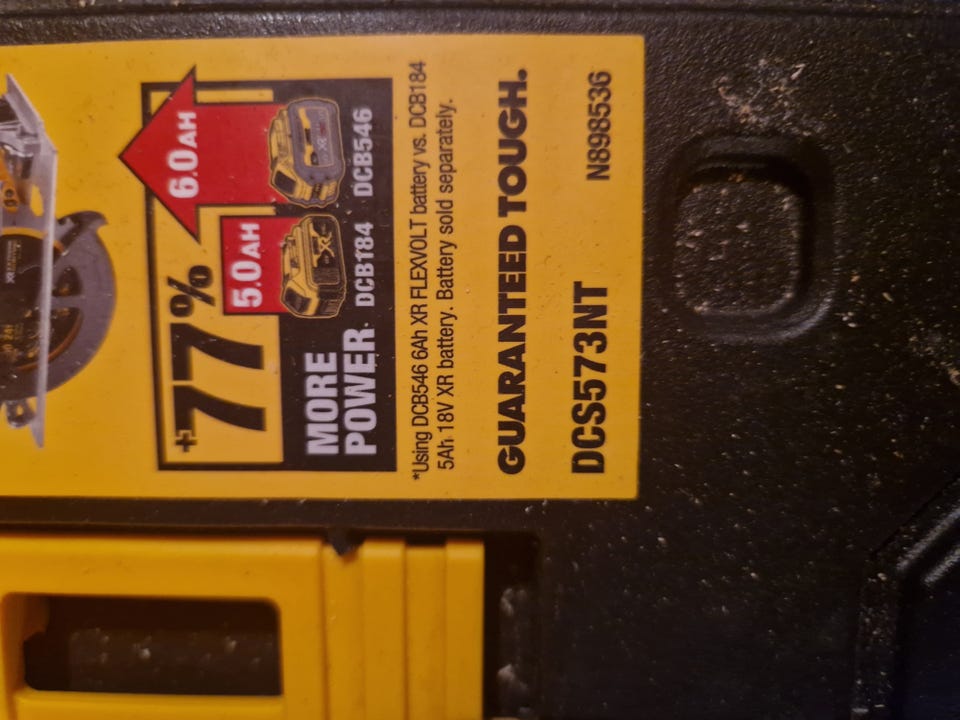 +77%
5.0AH
6.0AH
MORE
POWER
DCB184
DCB546
*Using DCB546 6Ah XR FLEXVOLT battery vs. DCB184
5Ah 18V XR battery. Battery sold separately.
GUARANTEED TOUGH.
DCS573NT
N898536